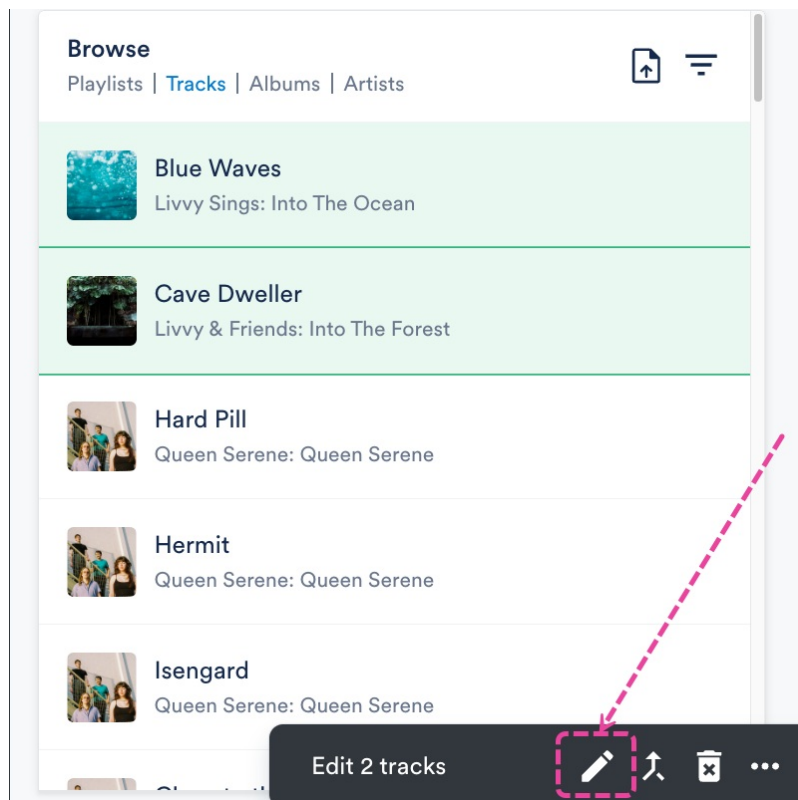 Browse
Playlists | Tracks | Albums | Artists
Blue Waves
Livvy Sings: Into The Ocean
Cave Dweller
Livvy & Friends: Into The Forest
Hard Pill
Queen Serene: Queen Serene
Hermit
Queen Serene: Queen Serene
Isengard
Queen Serene: Queen Serene
Edit 2 tracks